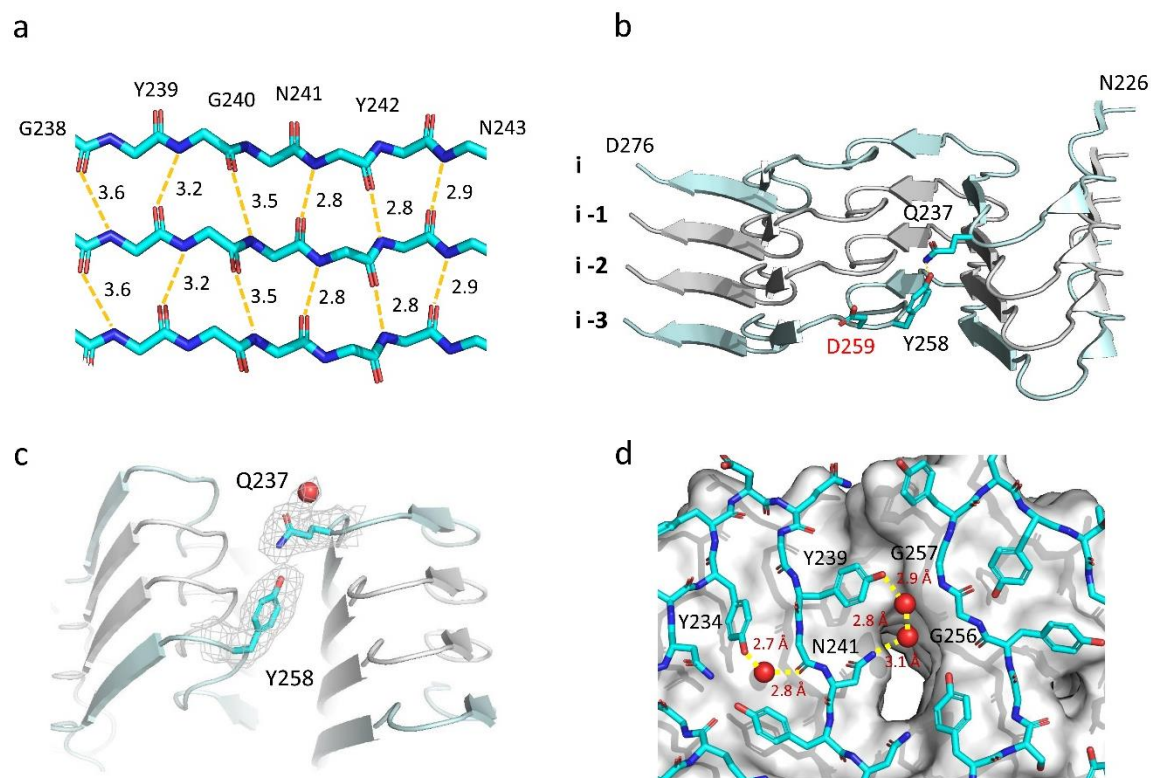 a
Y239
G240
N241
Y242
G238
N243
3.6
3.2
3.5
2.8
2.8
2.9
3.6
3.2
3.5
2.8
2.8
2.9
b
N226
D276
i
i -1
Q237
i -2
i -3
D259
Y258
c
Q237
Y258
d
Y239
G257
2.9 Å
Y234
2.8 Å
G256
2.7 Å
N241
3.1 Å
2.8 Å